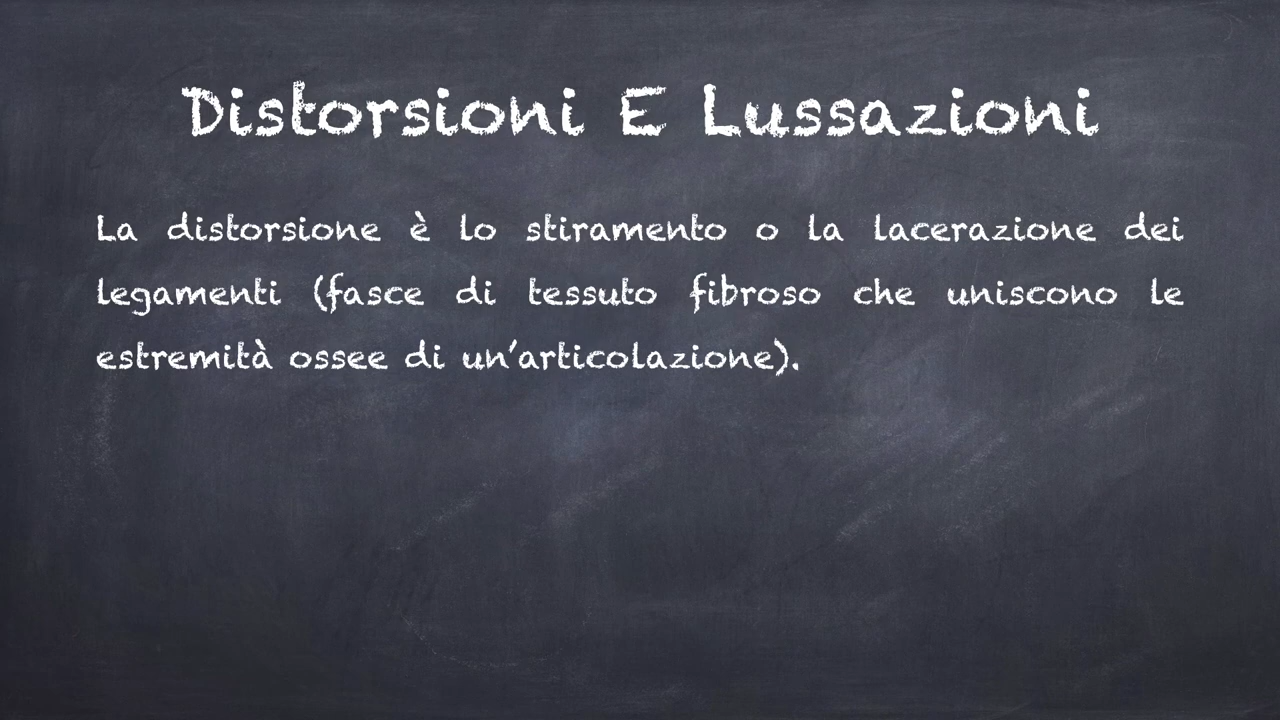 Distorsioni E Lussazioni
La distorsione è lo stiramento o la lacerazione dei
legamenti (fasce di tessuto fibroso che uniscono le
estremità ossee di un’articolazione).